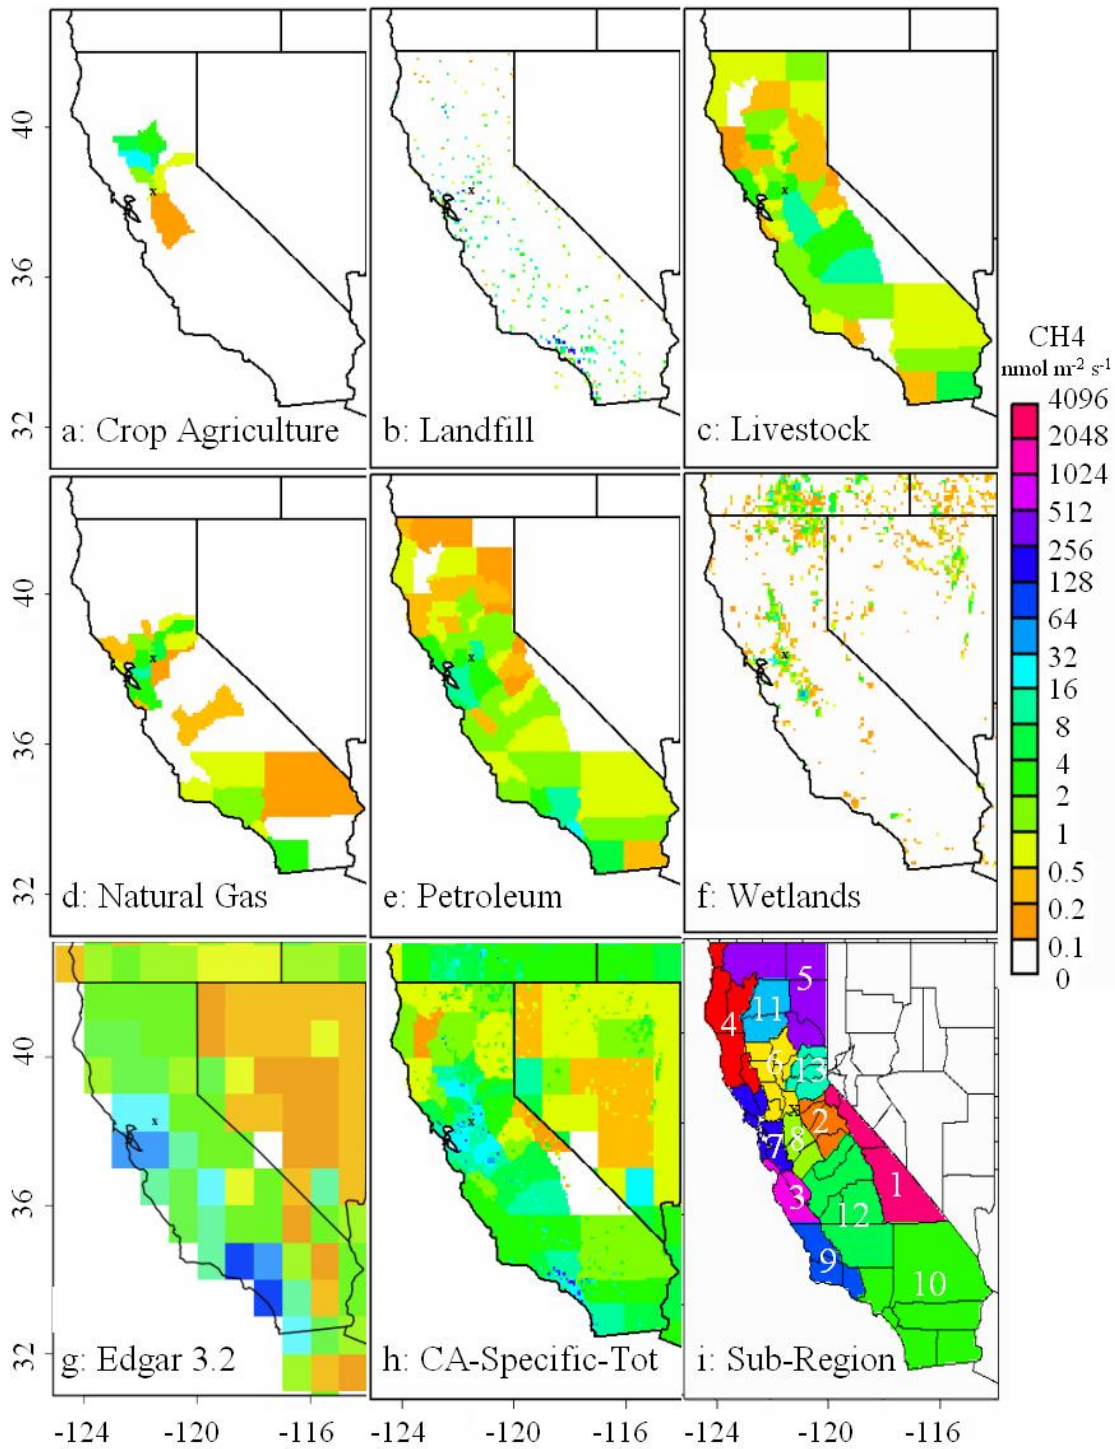 40
36
32
a: Crop Agriculture
x
b: Landfill
x
c: Livestock
x
CH4
nmol m⁻² s⁻¹
4096
2048
1024
512
256
128
64
32
16
8
4
2
1
0.5
0.2
0.1
0
40
36
32
d: Natural Gas
x
e: Petroleum
x
f: Wetlands
x
40
36
32
g: Edgar 3.2
x
h: CA-Specific-Tot
x
i: Sub-Region
5
11
4
6
13
x
2
8
7
1
3
12
9
10
-124 -120 -116
-124 -120 -116
-124 -120 -116